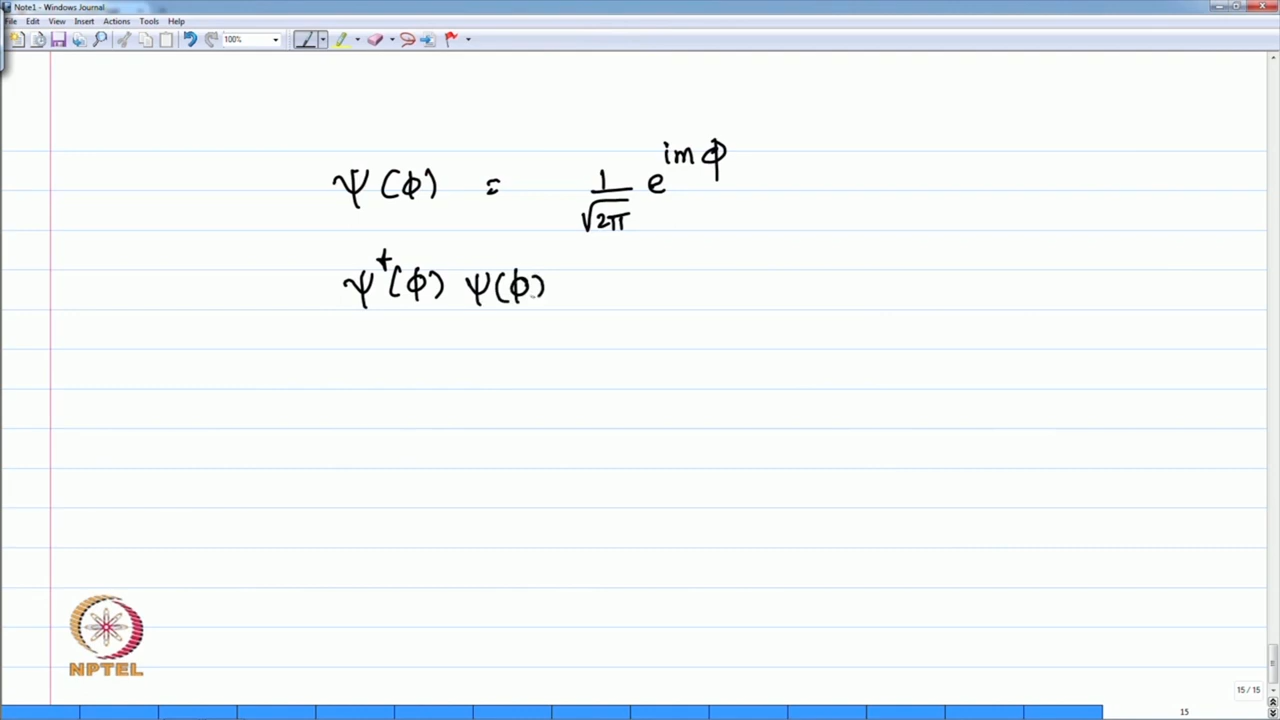 Note1 - Windows Journal
File Edit View Insert Actions Tools Help
100%
ψ(φ) = 1/√2π e^imφ
ψ*(φ) ψ(φ)
NPTEL
15 / 15
15